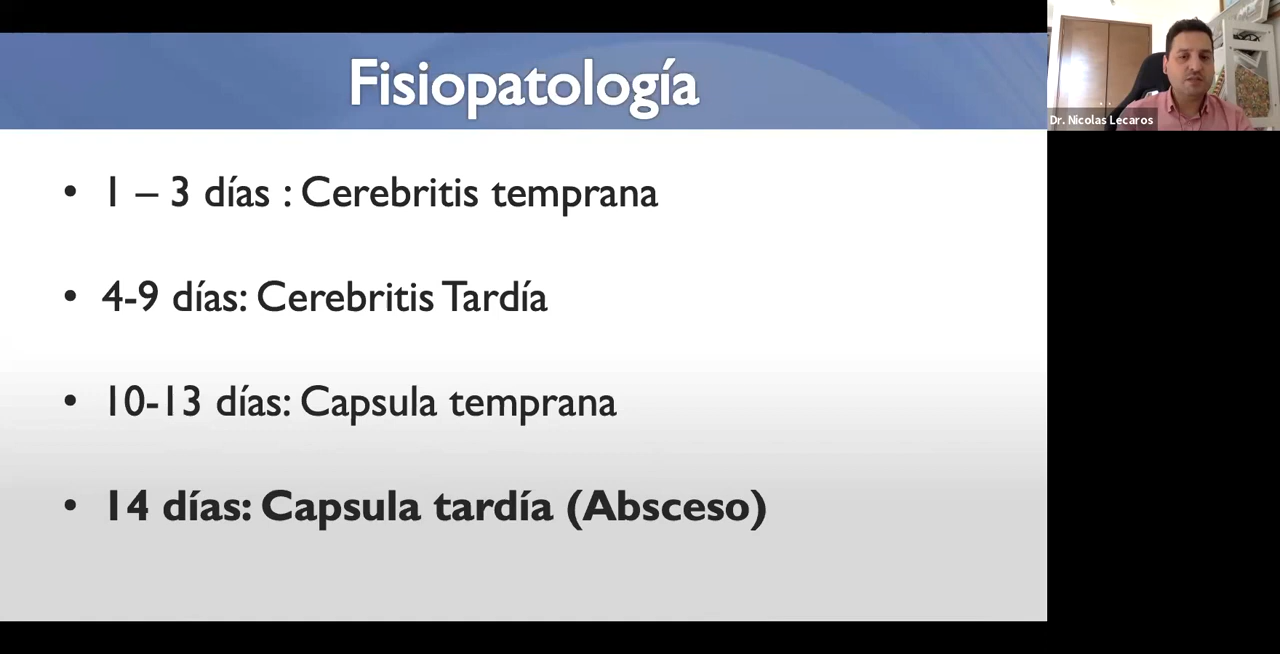 Fisiopatología
Dr. Nicolas Lecaros
• 1 – 3 días : Cerebritis temprana
• 4-9 días: Cerebritis Tardía
• 10-13 días: Capsula temprana
• 14 días: Capsula tardía (Absceso)